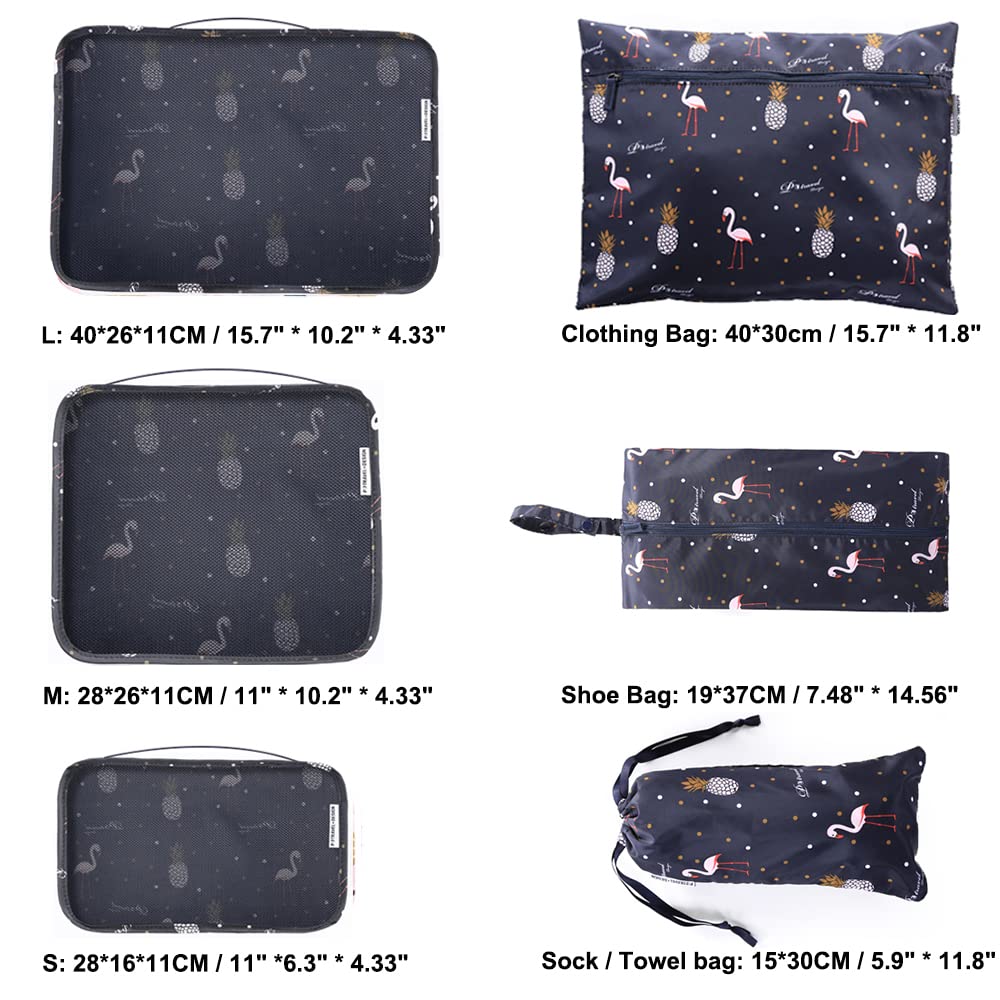 L: 40*26*11CM / 15.7" * 10.2" * 4.33"
Clothing Bag: 40*30cm / 15.7" * 11.8"
M: 28*26*11CM / 11" * 10.2" * 4.33"
Shoe Bag: 19*37CM / 7.48" * 14.56"
S: 28*16*11CM / 11" *6.3" * 4.33"
Sock / Towel bag: 15*30CM / 5.9" * 11.8"